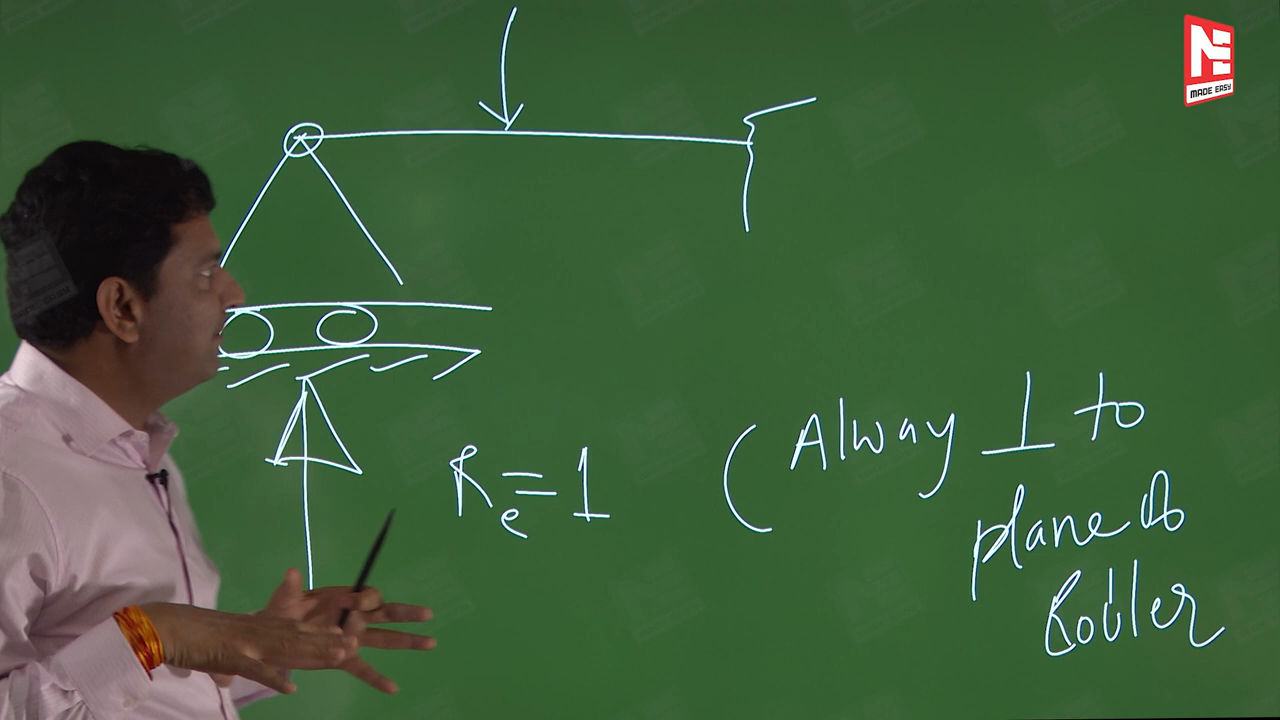 MADE EASY
Re = 1
(Alway ⊥ to
plane of
Roller